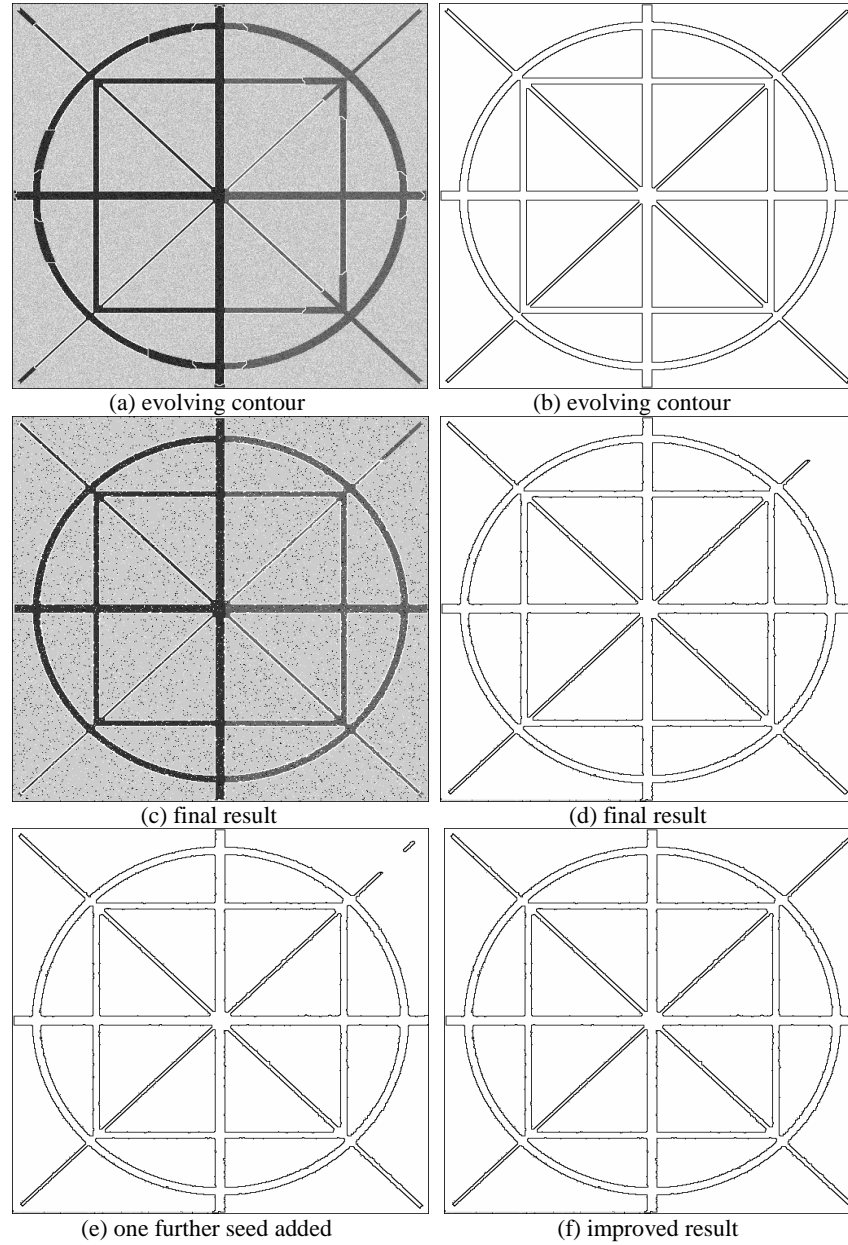 (a) evolving contour
(b) evolving contour
(c) final result
(d) final result
(e) one further seed added
(f) improved result